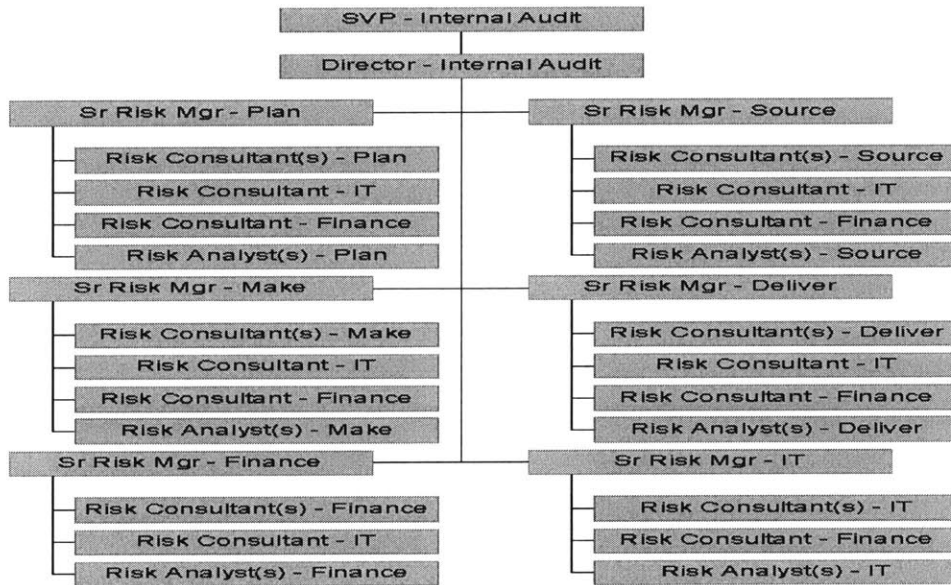 SVP - Internal Audit
Director - Internal Audit
Sr Risk Mgr - Plan
Risk Consultant(s) - Plan
Risk Consultant - IT
Risk Consultant - Finance
Risk Analyst(s) - Plan
Sr Risk Mgr - Source
Risk Consultant(s) - Source
Risk Consultant - IT
Risk Consultant - Finance
Risk Analyst(s) - Source
Sr Risk Mgr - Make
Risk Consultant(s) - Make
Risk Consultant - IT
Risk Consultant - Finance
Risk Analyst(s) - Make
Sr Risk Mgr - Deliver
Risk Consultant(s) - Deliver
Risk Consultant - IT
Risk Consultant - Finance
Risk Analyst(s) - Deliver
Sr Risk Mgr - Finance
Risk Consultant(s) - Finance
Risk Consultant - IT
Risk Analyst(s) - Finance
Sr Risk Mgr - IT
Risk Consultant(s) - IT
Risk Consultant - Finance
Risk Analyst(s) - IT